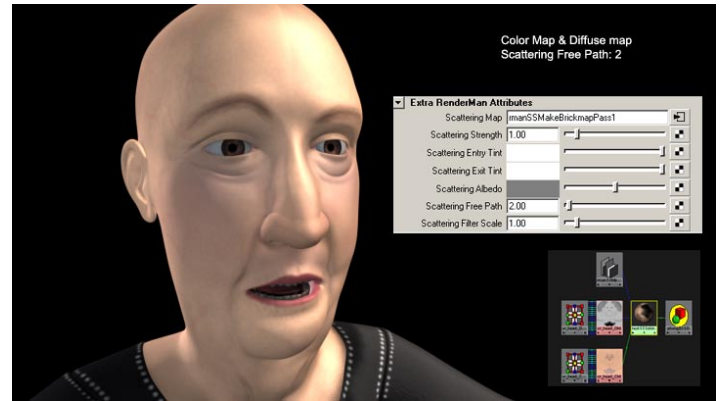 Color Map & Diffuse map
Scattering Free Path: 2
Extra RenderMan Attributes
Scattering Map rmanSSMakeBrickmapPass1
Scattering Strength 1.00
Scattering Entry Tint
Scattering Exit Tint
Scattering Albedo
Scattering Free Path 2.00
Scattering Filter Scale 1.00